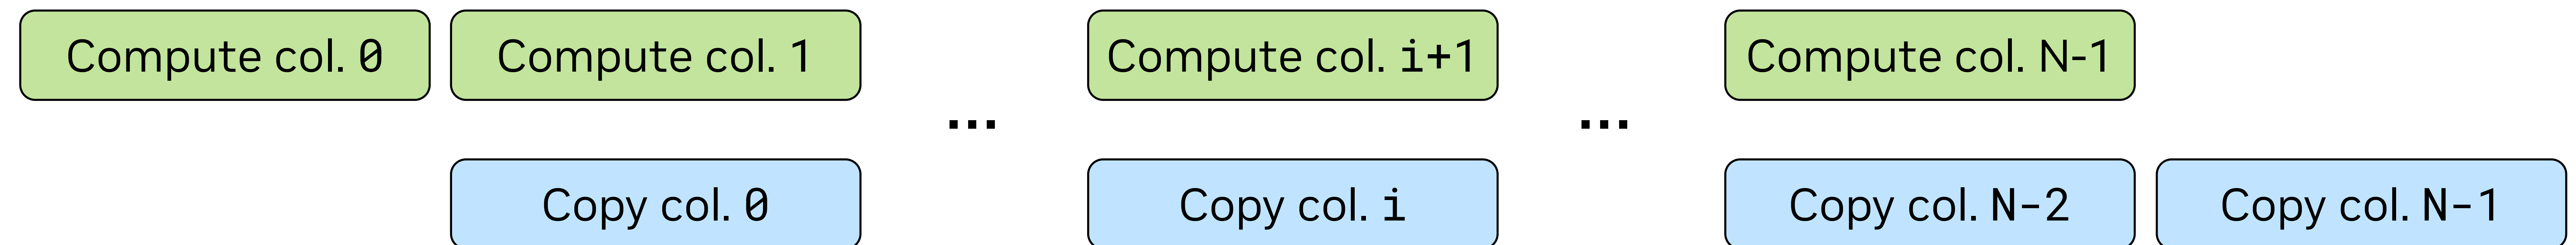 Compute col. 0
Compute col. 1
Compute col. i+1
Compute col. N-1
...
...
Copy col. 0
Copy col. i
Copy col. N-2
Copy col. N-1